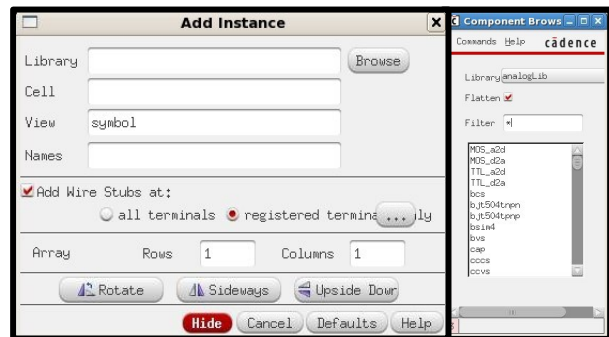 Add Instance
Library Browse
Cell
View symbol
Names
Add Wire Stubs at:
all terminals registered ... ly
Array Rows 1 Columns 1
Rotate Sideways Upside Down
Hide Cancel Defaults Help
Component Brows
Commands Help cādence
Library analogLib
Flatten
Filter *
MOS_a2d
MOS_d2a
TTL_a2d
TTL_d2a
bcs
bjt504tnpn
bjt504tpnp
bsim4
bvs
cap
cccs
ccvs